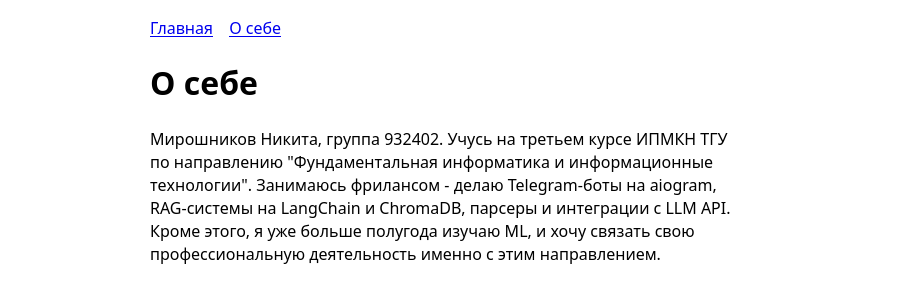 Главная О себе
О себе
Мирошников Никита, группа 932402. Учусь на третьем курсе ИПМКН ТГУ
по направлению "Фундаментальная информатика и информационные
технологии". Занимаюсь фрилансом - делаю Telegram-боты на aiogram,
RAG-системы на LangChain и ChromaDB, парсеры и интеграции с LLM API.
Кроме этого, я уже больше полугода изучаю ML, и хочу связать свою
профессиональную деятельность именно с этим направлением.